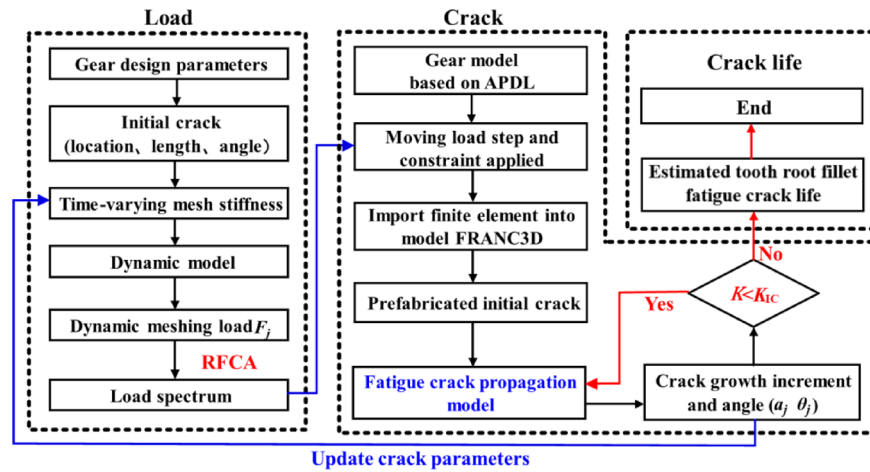 Load
Gear design parameters
Initial crack
(location、length、angle）
Time-varying mesh stiffness
Dynamic model
Dynamic meshing load Fj
RFCA
Load spectrum
Crack
Gear model
based on APDL
Moving load step and
constraint applied
Import finite element into
model FRANC3D
Prefabricated initial crack
Fatigue crack propagation
model
Crack life
End
Estimated tooth root fillet
fatigue crack life
No
K<KIC
Yes
Crack growth increment
and angle (aj θj)
Update crack parameters